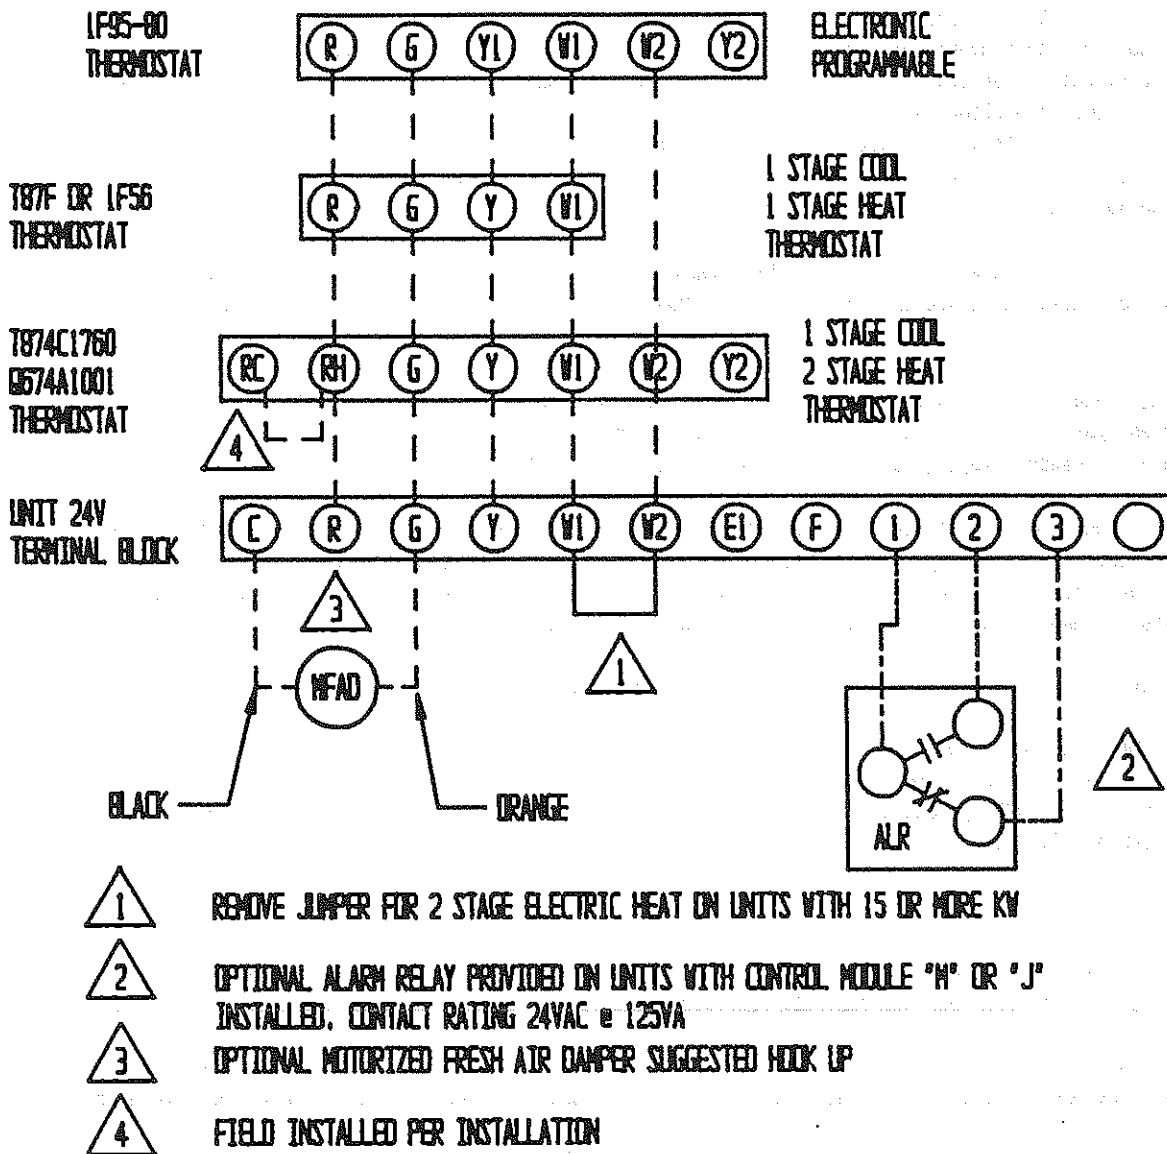 1F95-80
THERMOSTAT
R G Y1 W1 W2 Y2
ELECTRONIC
PROGRAMMABLE
T87F OR 1F56
THERMOSTAT
R G Y W1
1 STAGE COOL
1 STAGE HEAT
THERMOSTAT
T874C1760
Q674A1001
THERMOSTAT
RC RH G Y W1 W2 Y2
1 STAGE COOL
2 STAGE HEAT
THERMOSTAT
4
UNIT 24V
TERMINAL BLOCK
C R G Y W1 W2 E1 F 1 2 3
3
1
MFAD
2
BLACK
ORANGE
ALR
1 REMOVE JUMPER FOR 2 STAGE ELECTRIC HEAT ON UNITS WITH 15 OR MORE KW
2 OPTIONAL ALARM RELAY PROVIDED ON UNITS WITH CONTROL MODULE "M" OR "J"
INSTALLED. CONTACT RATING 24VAC @ 125VA
3 OPTIONAL MOTORIZED FRESH AIR DAMPER SUGGESTED HOOK UP
4 FIELD INSTALLED PER INSTALLATION